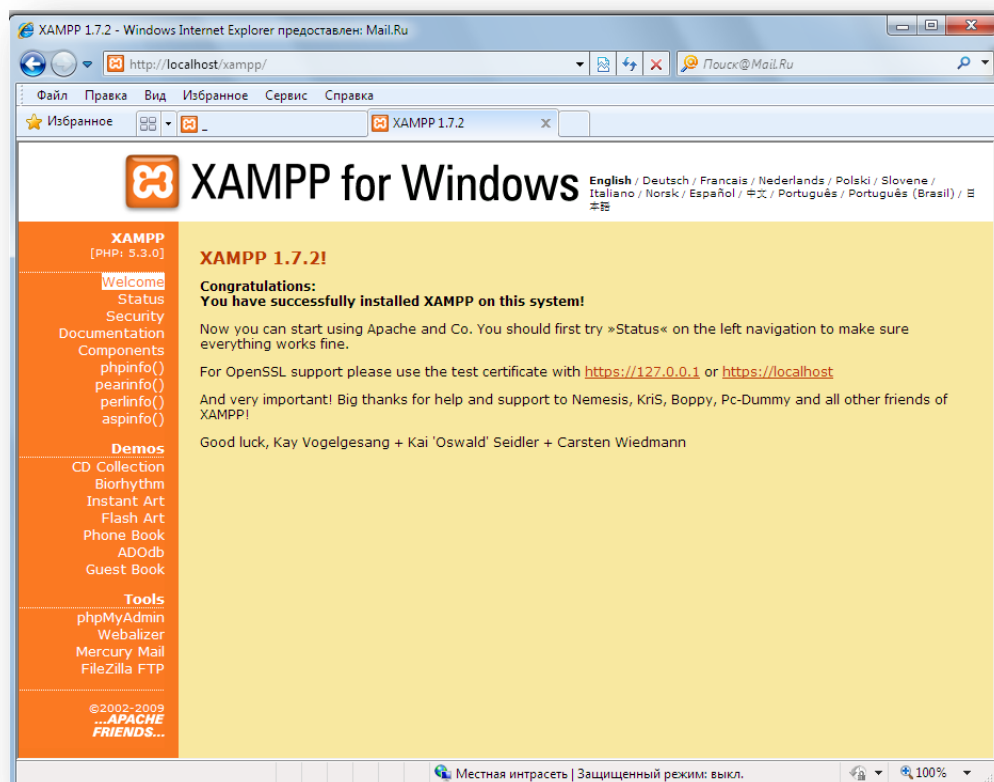 XAMPP 1.7.2 - Windows Internet Explorer предоставлен: Mail.Ru
http://localhost/xampp/
Поиск@Mail.Ru
Файл Правка Вид Избранное Сервис Справка
Избранное
_
XAMPP 1.7.2
XAMPP for Windows
English / Deutsch / Francais / Nederlands / Polski / Slovene /
Italiano / Norsk / Español / 中文 / Português / Português (Brasil) / 日
本語
XAMPP
[PHP: 5.3.0]
Welcome
Status
Security
Documentation
Components
phpinfo()
pearinfo()
perlinfo()
aspinfo()
Demos
CD Collection
Biorhythm
Instant Art
Flash Art
Phone Book
ADOdb
Guest Book
Tools
phpMyAdmin
Webalizer
Mercury Mail
FileZilla FTP
©2002-2009
...APACHE
FRIENDS...
XAMPP 1.7.2!
Congratulations:
You have successfully installed XAMPP on this system!
Now you can start using Apache and Co. You should first try »Status« on the left navigation to make sure
everything works fine.
For OpenSSL support please use the test certificate with https://127.0.0.1 or https://localhost
And very important! Big thanks for help and support to Nemesis, KriS, Boppy, Pc-Dummy and all other friends of
XAMPP!
Good luck, Kay Vogelgesang + Kai 'Oswald' Seidler + Carsten Wiedmann
Местная интрасеть | Защищенный режим: выкл.
100%